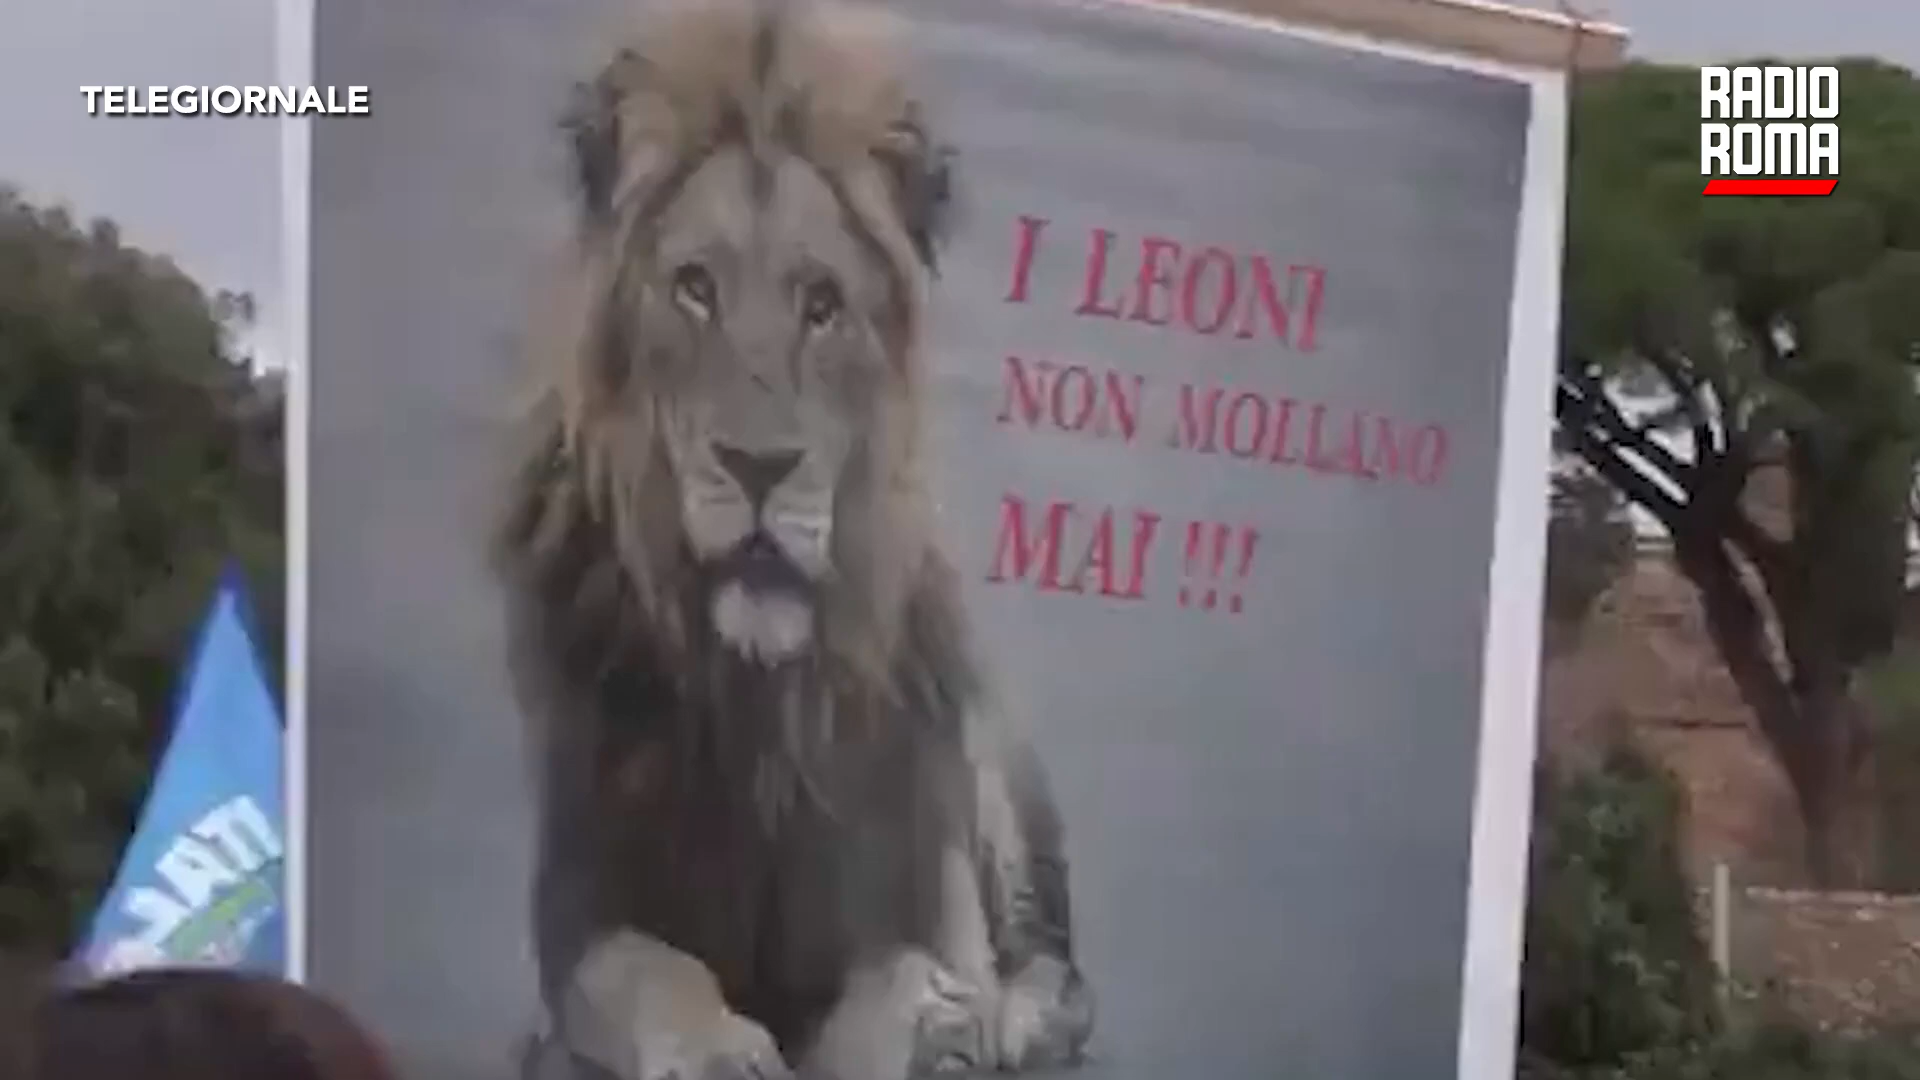 TELEGIORNALE
RADIO
ROMA
I LEONI
NON MOLLANO
MAI !!!